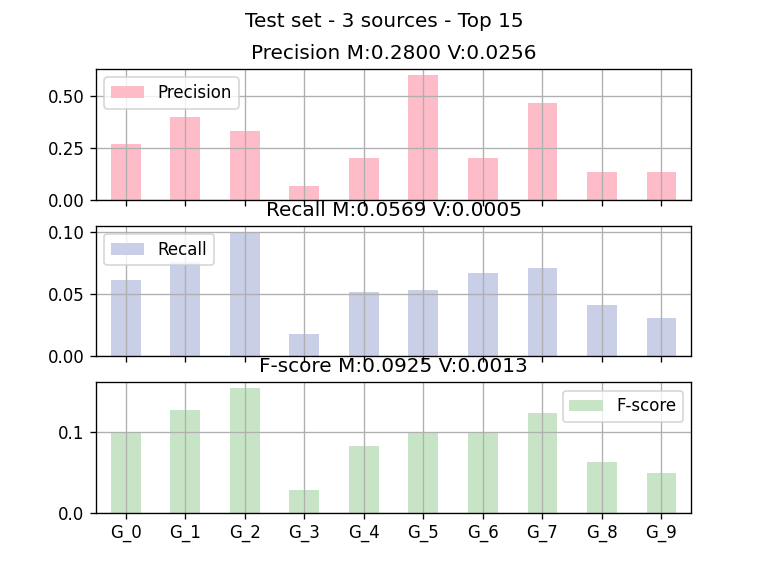 Test set - 3 sources - Top 15
Precision M:0.2800 V:0.0256
0.50
0.25
0.00
Precision
Recall M:0.0569 V:0.0005
0.10
0.05
0.00
Recall
F-score M:0.0925 V:0.0013
0.1
0.0
F-score
G_0 G_1 G_2 G_3 G_4 G_5 G_6 G_7 G_8 G_9